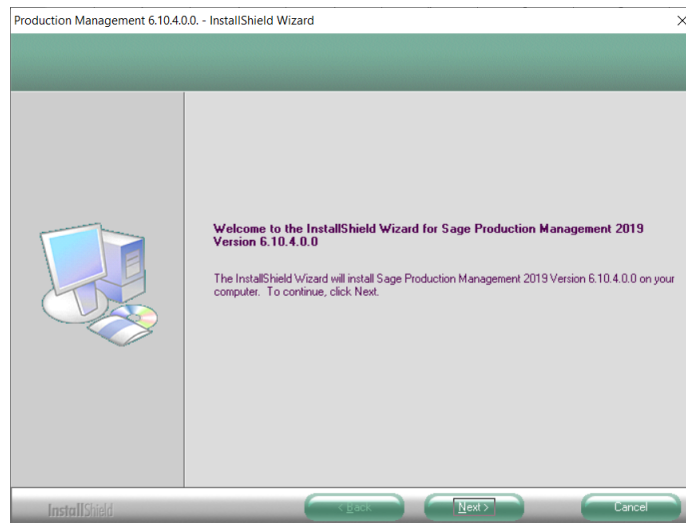 Production Management 6.10.4.0.0. - InstallShield Wizard
Welcome to the InstallShield Wizard for Sage Production Management 2019
Version 6.10.4.0.0
The InstallShield Wizard will install Sage Production Management 2019 Version 6.10.4.0.0 on your
computer. To continue, click Next.
InstallShield
< Back
Next >
Cancel